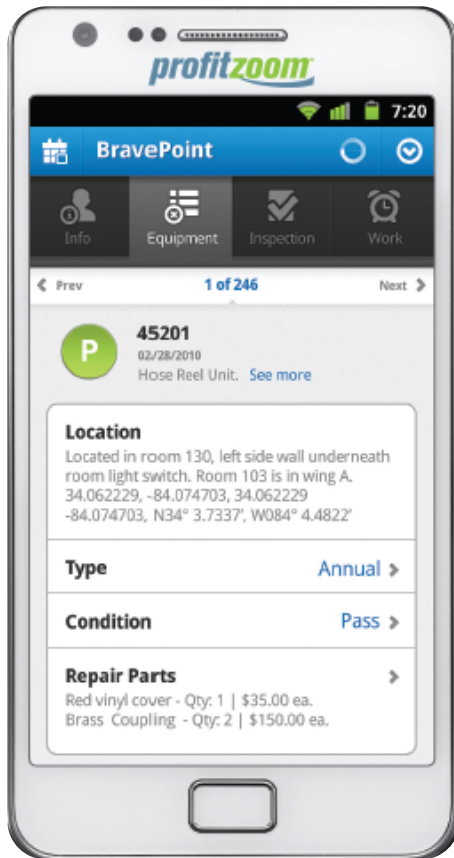 profitzoom
7:20
BravePoint
Info
Equipment
Inspection
Work
Prev
1 of 246
Next
P
45201
02/28/2010
Hose Reel Unit. See more
Location
Located in room 130, left side wall underneath
room light switch. Room 103 is in wing A.
34.062229, -84.074703, 34.062229
-84.074703, N34° 3.7337’, W084° 4.4822’
Type
Annual
Condition
Pass
Repair Parts
Red vinyl cover - Qty: 1 | $35.00 ea.
Brass Coupling - Qty: 2 | $150.00 ea.